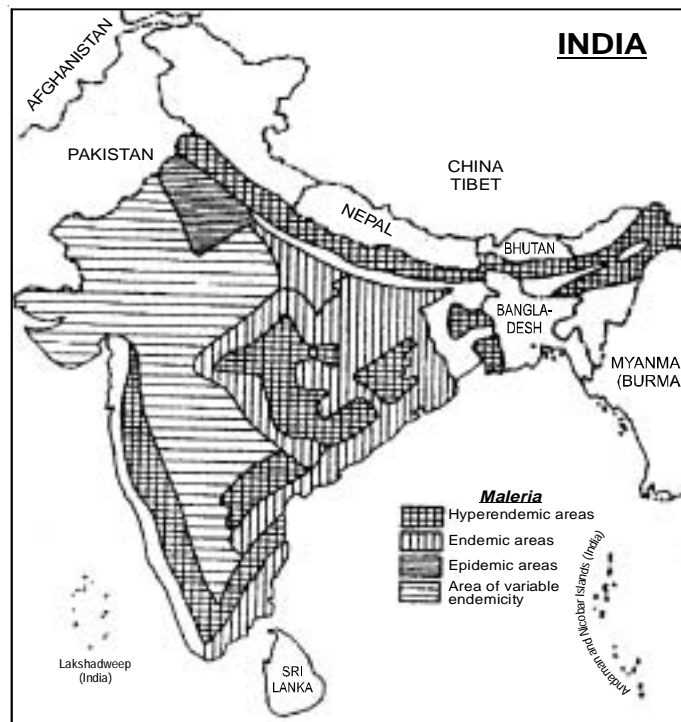 INDIA
AFGHANISTAN
PAKISTAN
CHINA
TIBET
NEPAL
BHUTAN
BANGLA-
DESH
MYANMA
(BURMA
Maleria
Hyperendemic areas
Endemic areas
Epidemic areas
Area of variable
endemicity
Andaman and Nicobar Islands (India)
Lakshadweep
(India)
SRI
LANKA